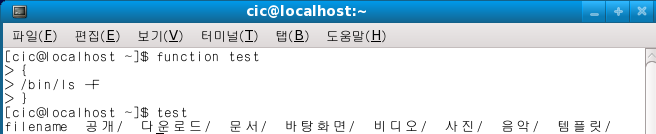 cic@localhost:~
파일(F) 편집(E) 보기(V) 터미널(T) 탭(B) 도움말(H)
[cic@localhost ~]$ function test
> {
> /bin/ls -F
> }
[cic@localhost ~]$ test
filename 공개/ 다운로드/ 문서/ 바탕화면/ 비디오/ 사진/ 음악/ 템플릿/